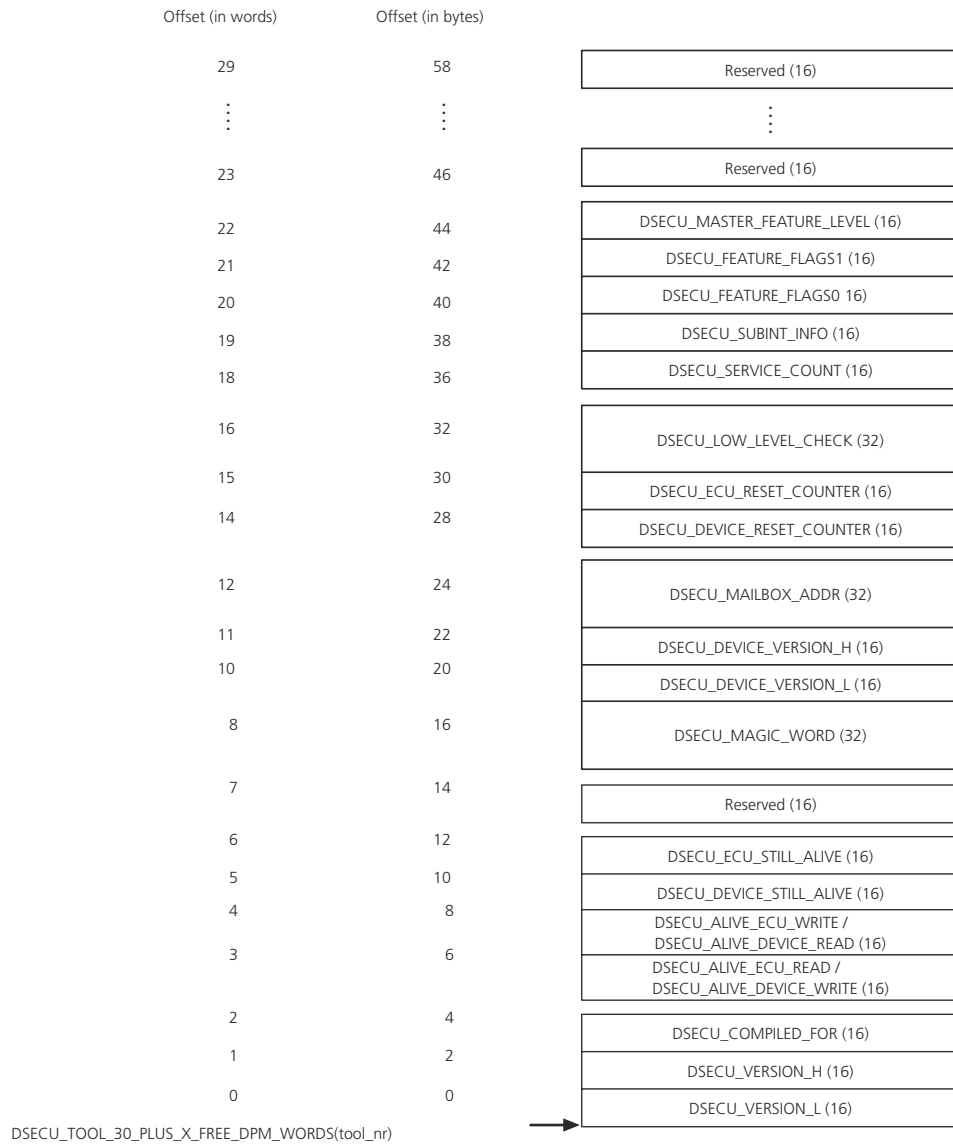 Offset (in words) Offset (in bytes)
29 58 Reserved (16)
23 46 Reserved (16)
22 44 DSECU_MASTER_FEATURE_LEVEL (16)
21 42 DSECU_FEATURE_FLAGS1 (16)
20 40 DSECU_FEATURE_FLAGS0 16)
19 38 DSECU_SUBINT_INFO (16)
18 36 DSECU_SERVICE_COUNT (16)
16 32 DSECU_LOW_LEVEL_CHECK (32)
15 30 DSECU_ECU_RESET_COUNTER (16)
14 28 DSECU_DEVICE_RESET_COUNTER (16)
12 24 DSECU_MAILBOX_ADDR (32)
11 22 DSECU_DEVICE_VERSION_H (16)
10 20 DSECU_DEVICE_VERSION_L (16)
8 16 DSECU_MAGIC_WORD (32)
7 14 Reserved (16)
6 12 DSECU_ECU_STILL_ALIVE (16)
5 10 DSECU_DEVICE_STILL_ALIVE (16)
4 8 DSECU_ALIVE_ECU_WRITE /
DSECU_ALIVE_DEVICE_READ (16)
3 6 DSECU_ALIVE_ECU_READ /
DSECU_ALIVE_DEVICE_WRITE (16)
2 4 DSECU_COMPILED_FOR (16)
1 2 DSECU_VERSION_H (16)
0 0 DSECU_VERSION_L (16)
DSECU_TOOL_30_PLUS_X_FREE_DPM_WORDS(tool_nr)